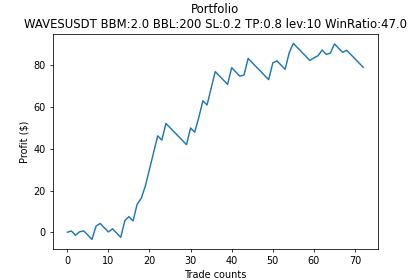 Portfolio
WAVESUSDT BBM:2.0 BBL:200 SL:0.2 TP:0.8 lev:10 WinRatio:47.0
80
60
40
20
0
Profit ($)
0 10 20 30 40 50 60 70
Trade counts